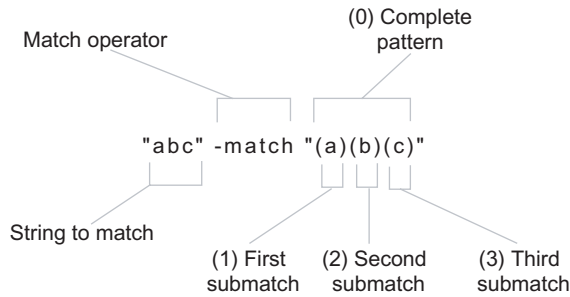 (0) Complete
pattern
Match operator
"abc" -match "(a)(b)(c)"
String to match
(1) First
submatch
(2) Second
submatch
(3) Third
submatch